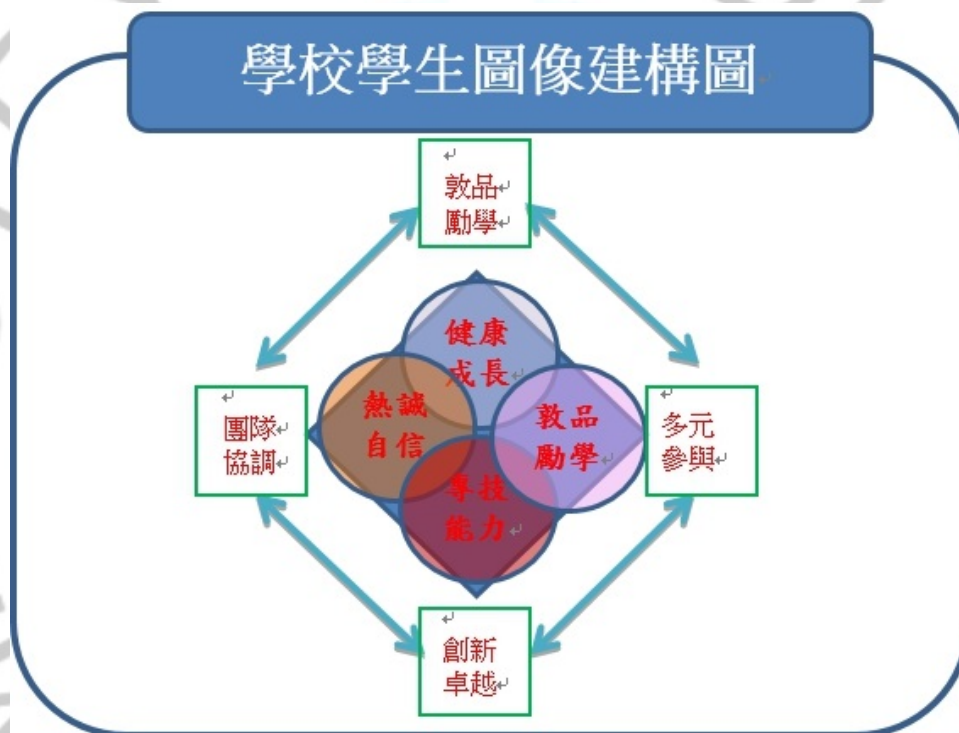 學校學生圖像建構圖
敦品
勵學
健康
成長
熱誠
自信
敦品
勵學
專技
能力
團隊
協調
多元
參與
創新
卓越